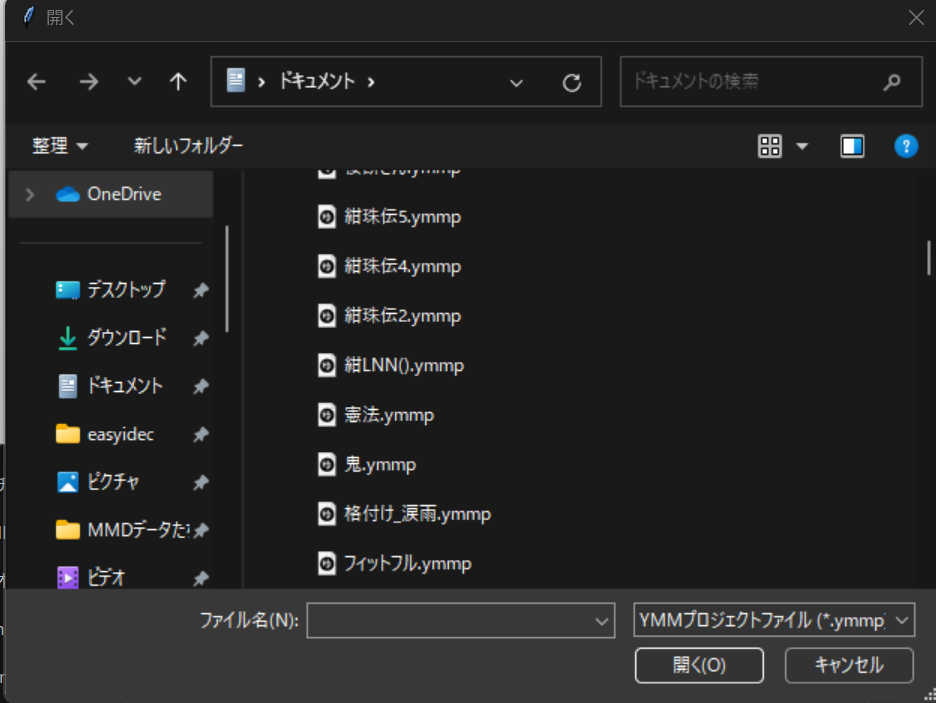 開く
ドキュメント
ドキュメントの検索
整理
新しいフォルダー
OneDrive
デスクトップ
ダウンロード
ドキュメント
easyidec
ピクチャ
MMDデータた
ビデオ
紺珠伝5.ymmp
紺珠伝4.ymmp
紺珠伝2.ymmp
紺LNN().ymmp
憲法.ymmp
鬼.ymmp
格付け_涙雨.ymmp
フィットフル.ymmp
ファイル名(N):
YMMプロジェクトファイル (*.ymmp)
開く(O)
キャンセル